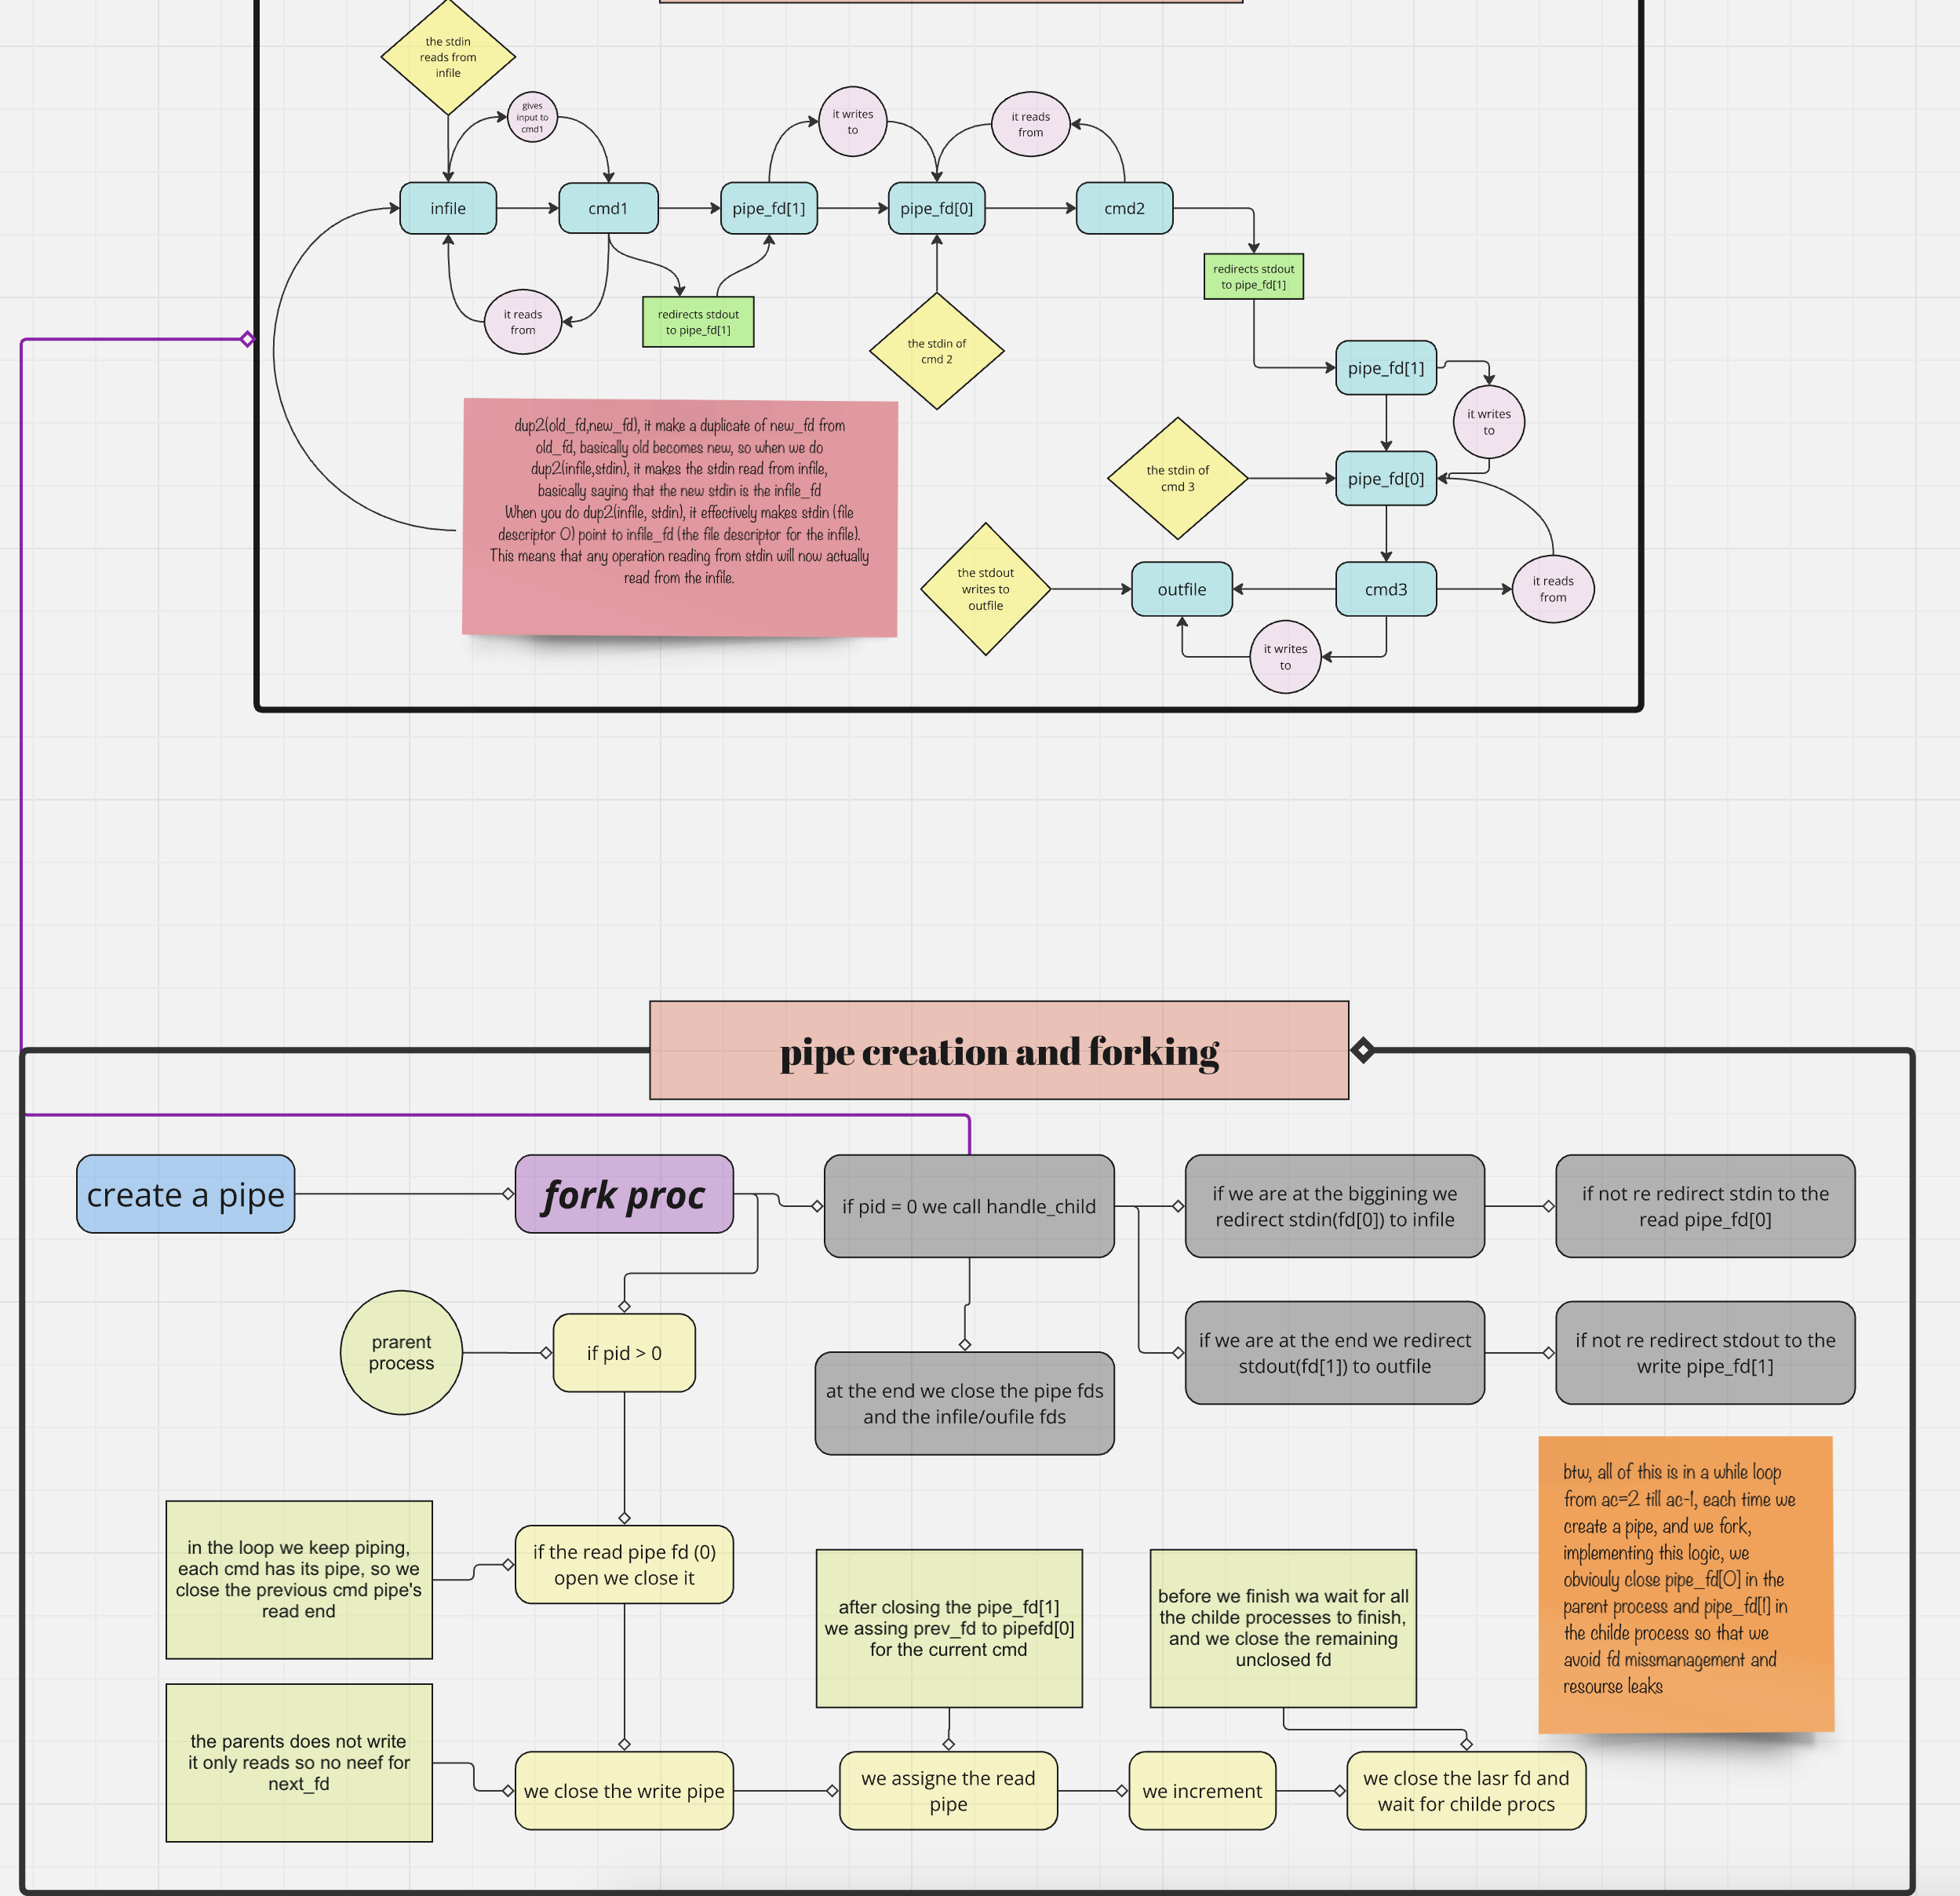 the stdin
reads from
infile
gives
input to
cmd1
it writes
to
it reads
from
infile
cmd1
pipe_fd[1]
pipe_fd[0]
cmd2
it reads
from
redirects stdout
to pipe_fd[1]
the stdin of
cmd 2
redirects stdout
to pipe_fd[1]
pipe_fd[1]
it writes
to
the stdin of
cmd 3
pipe_fd[0]
dup2(old_fd,new_fd), it make a duplicate of new_fd from
old_fd, basically old becomes new, so when we do
dup2(infile,stdin), it makes the stdin read from infile,
basically saying that the new stdin is the infile_fd
When you do dup2(infile, stdin), it effectively makes stdin (file
descriptor 0) point to infile_fd (the file descriptor for the infile).
This means that any operation reading from stdin will now actually
read from the infile.
the stdout
writes to
outfile
outfile
cmd3
it reads
from
it writes
to
pipe creation and forking
create a pipe
fork proc
if pid = 0 we call handle_child
if we are at the biggining we
redirect stdin(fd[0]) to infile
if not re redirect stdin to the
read pipe_fd[0]
prarent
process
if pid > 0
if we are at the end we redirect
stdout(fd[1]) to outfile
if not re redirect stdout to the
write pipe_fd[1]
at the end we close the pipe fds
and the infile/oufile fds
in the loop we keep piping,
each cmd has its pipe, so we
close the previous cmd pipe's
read end
if the read pipe fd (0)
open we close it
after closing the pipe_fd[1]
we assing prev_fd to pipefd[0]
for the current cmd
before we finish wa wait for all
the childe processes to finish,
and we close the remaining
unclosed fd
btw, all of this is in a while loop
from ac=2 till ac-1, each time we
create a pipe, and we fork,
implementing this logic, we
obviouly close pipe_fd[0] in the
parent process and pipe_fd[1] in
the childe process so that we
avoid fd missmanagement and
resourse leaks
the parents does not write
it only reads so no neef for
next_fd
we close the write pipe
we assigne the read
pipe
we increment
we close the lasr fd and
wait for childe procs